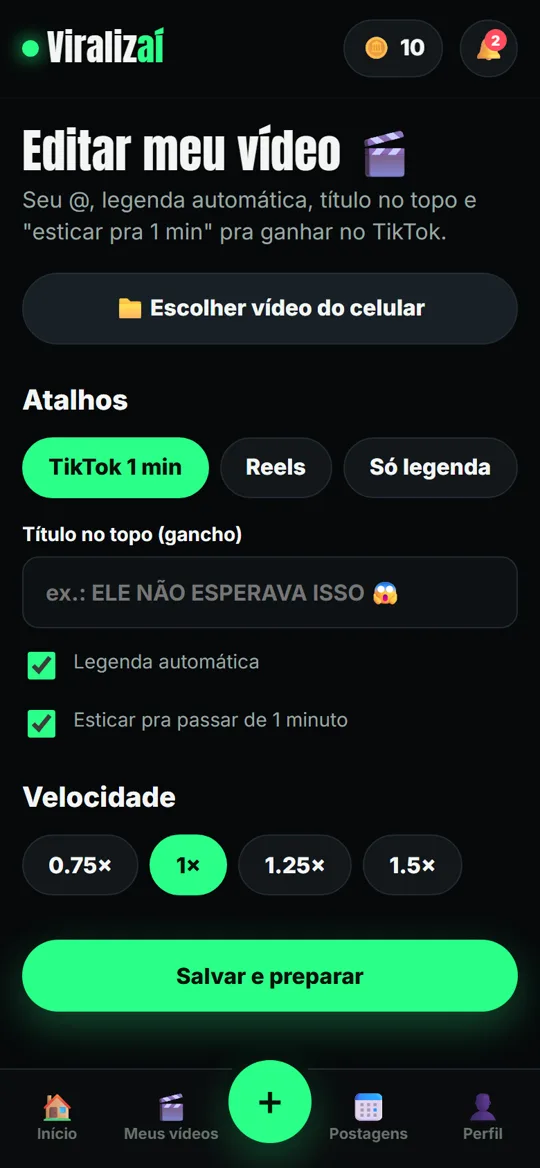 Viralizaí
10
2
Editar meu vídeo 🎬
Seu @, legenda automática, título no topo e
"esticar pra 1 min" pra ganhar no TikTok.
📁 Escolher vídeo do celular
Atalhos
TikTok 1 min
Reels
Só legenda
Título no topo (gancho)
ex.: ELE NÃO ESPERAVA ISSO 😱
Legenda automática
Esticar pra passar de 1 minuto
Velocidade
0.75×
1×
1.25×
1.5×
Salvar e preparar
+
Início
Meus vídeos
Postagens
Perfil